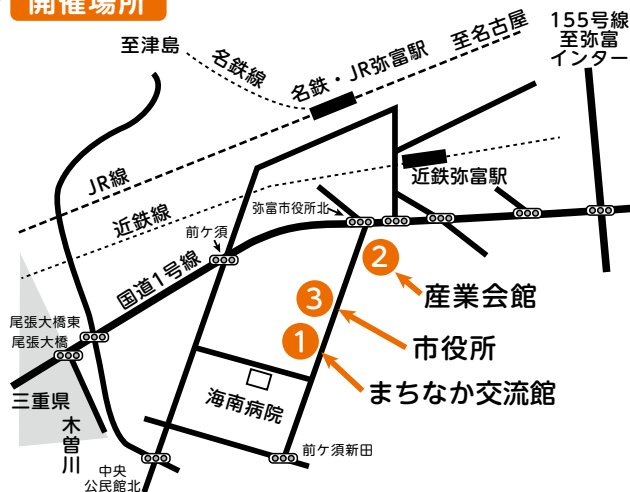 開催場所
155号線
至弥富
インター
至津島
名鉄線
名鉄・JR弥富駅
至名古屋
JR線
近鉄線
近鉄弥富駅
弥富市役所北
前ケ須
国道1号線
②
産業会館
③
市役所
①
まちなか交流館
尾張大橋東
尾張大橋
三重県
木曽川
海南病院
前ケ須新田
中央
公民館北